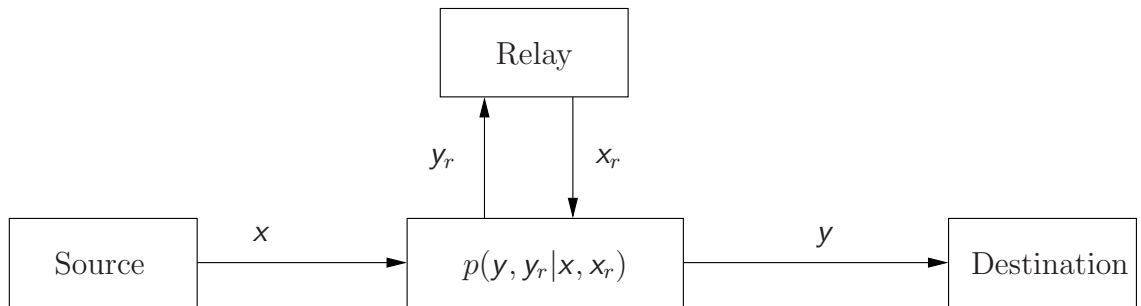 Relay
y_r
x_r
x
y
Source
p(y, y_r|x, x_r)
Destination